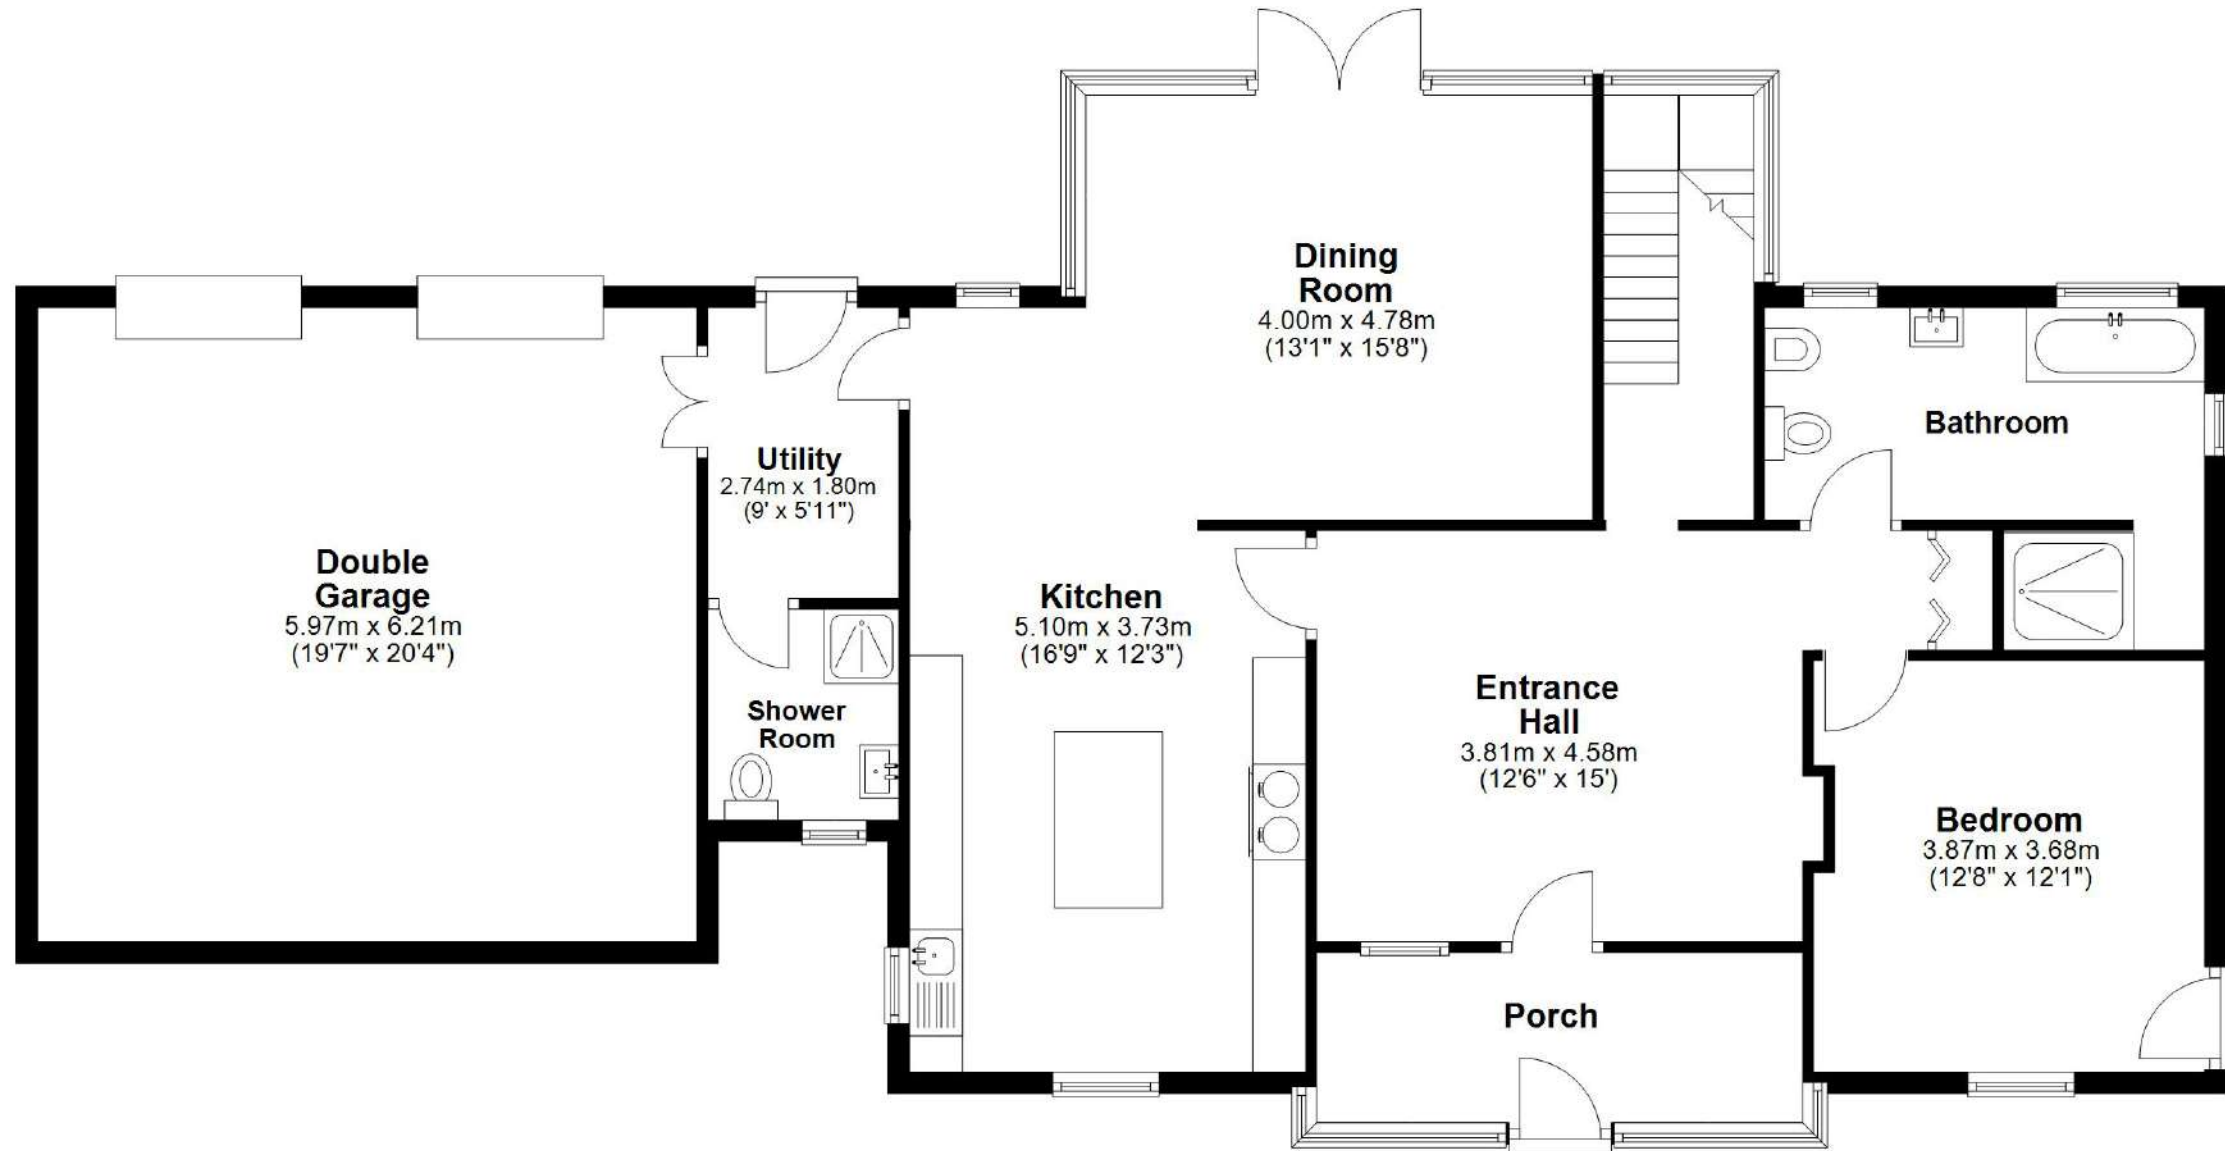 Dining
Room
4.00m x 4.78m
(13'1" x 15'8")
Bathroom
Utility
2.74m x 1.80m
(9' x 5'11")
Double
Garage
5.97m x 6.21m
(19'7" x 20'4")
Kitchen
5.10m x 3.73m
(16'9" x 12'3")
Entrance
Hall
3.81m x 4.58m
(12'6" x 15')
Shower
Room
Bedroom
3.87m x 3.68m
(12'8" x 12'1")
Porch